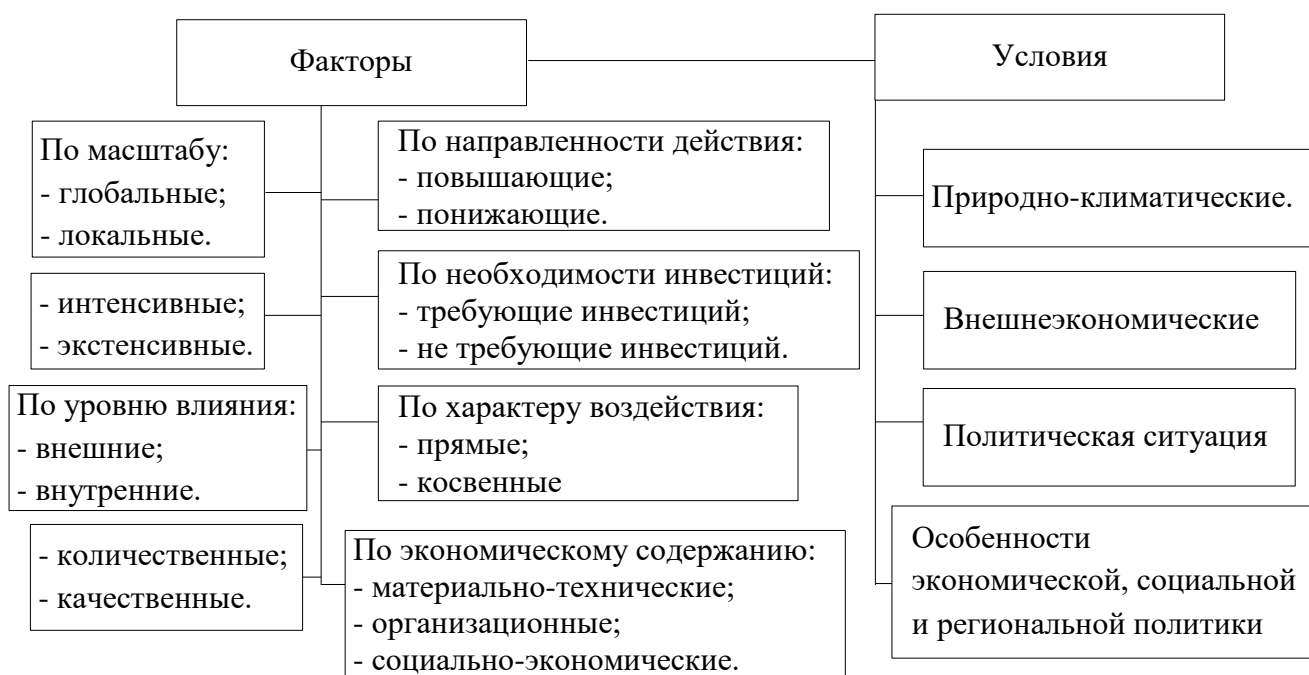 Факторы
Условия
По масштабу:
- глобальные;
- локальные.
По направленности действия:
- повышающие;
- понижающие.
Природно-климатические.
- интенсивные;
- экстенсивные.
По необходимости инвестиций:
- требующие инвестиций;
- не требующие инвестиций.
Внешнеэкономические
По уровню влияния:
- внешние;
- внутренние.
По характеру воздействия:
- прямые;
- косвенные
Политическая ситуация
- количественные;
- качественные.
По экономическому содержанию:
- материально-технические;
- организационные;
- социально-экономические.
Особенности
экономической, социальной
и региональной политики